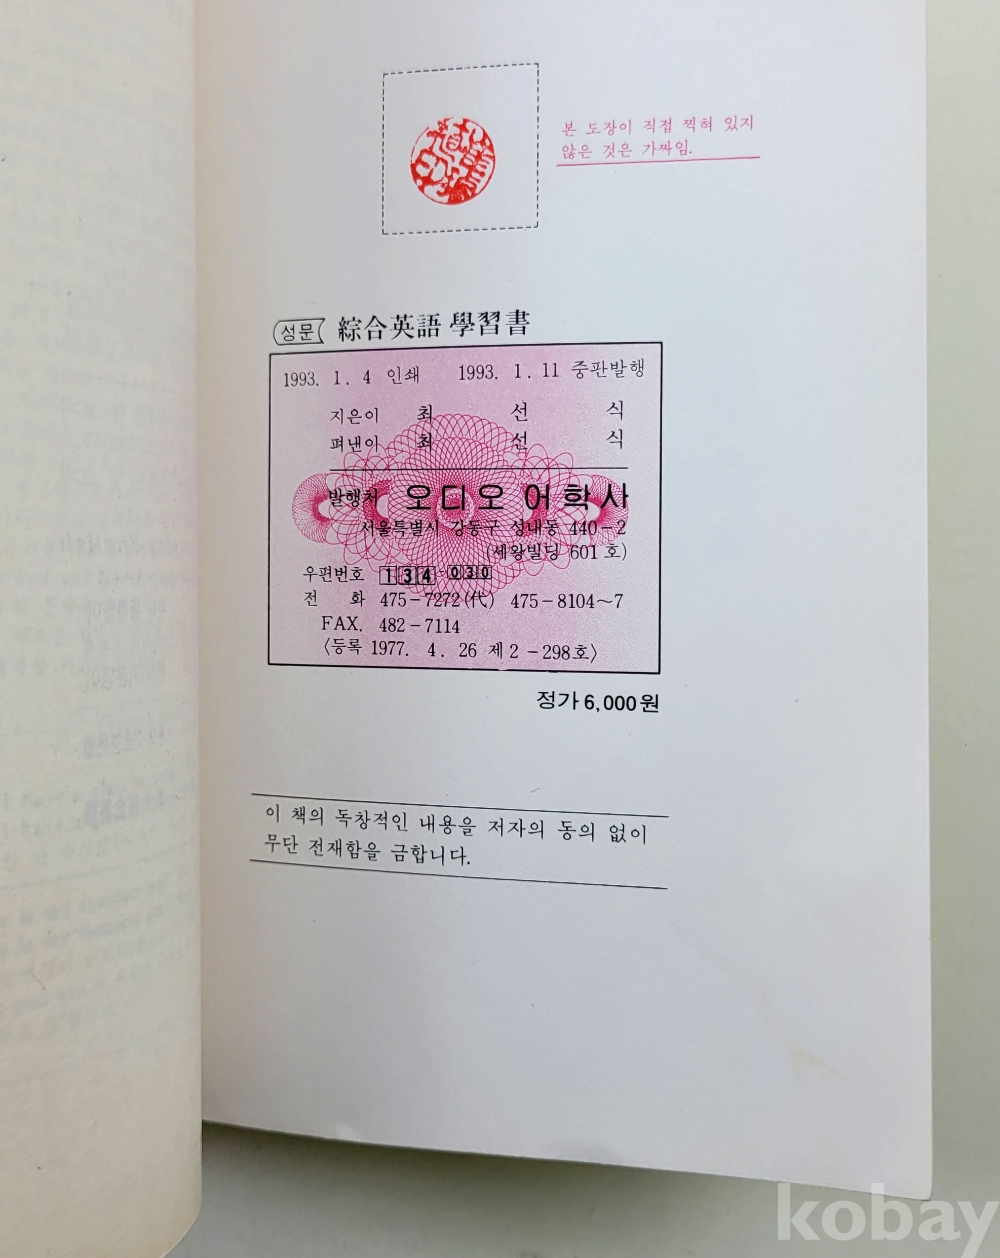 본 도장이 직접 찍혀 있지
않은 것은 가짜임.
성문 綜合英語 學習書
1993. 1. 4 인쇄 1993. 1. 11 중판발행
지은이 최 선 식
펴낸이 최 선 식
발행처 오디오 어학사
서울특별시 강동구 성내동 440-2
(세왕빌딩 601호)
우편번호 134-030
전 화 475-7272(代) 475-8104~7
FAX. 482-7114
〈등록 1977. 4. 26 제2-298호〉
정가 6,000원
이 책의 독창적인 내용을 저자의 동의 없이
무단 전재함을 금합니다.
kobay